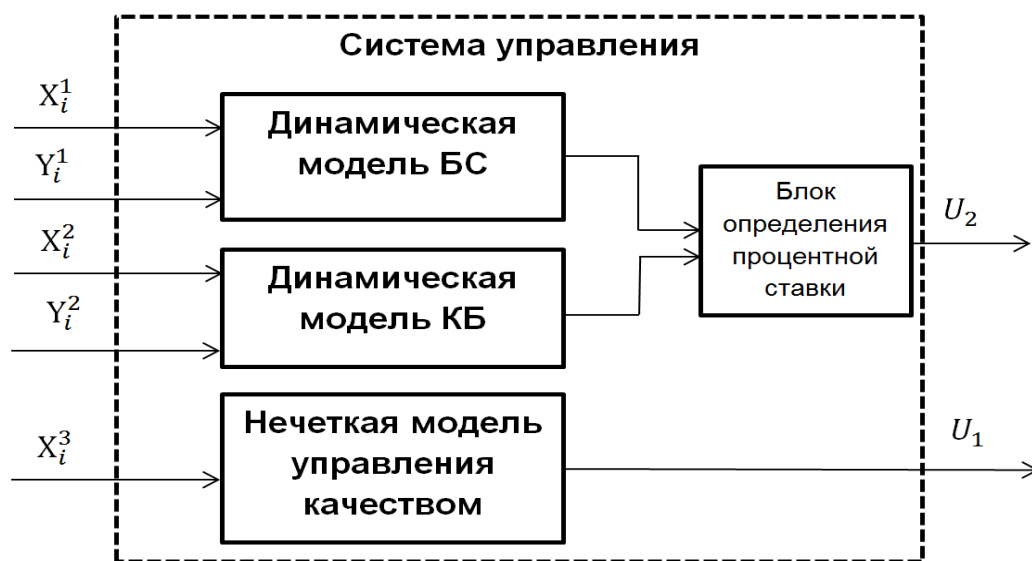 Система управления
X_i^1
Y_i^1
Динамическая
модель БС
X_i^2
Y_i^2
Динамическая
модель КБ
Блок
определения
процентной
ставки
U_2
X_i^3
Нечеткая модель
управления
качеством
U_1